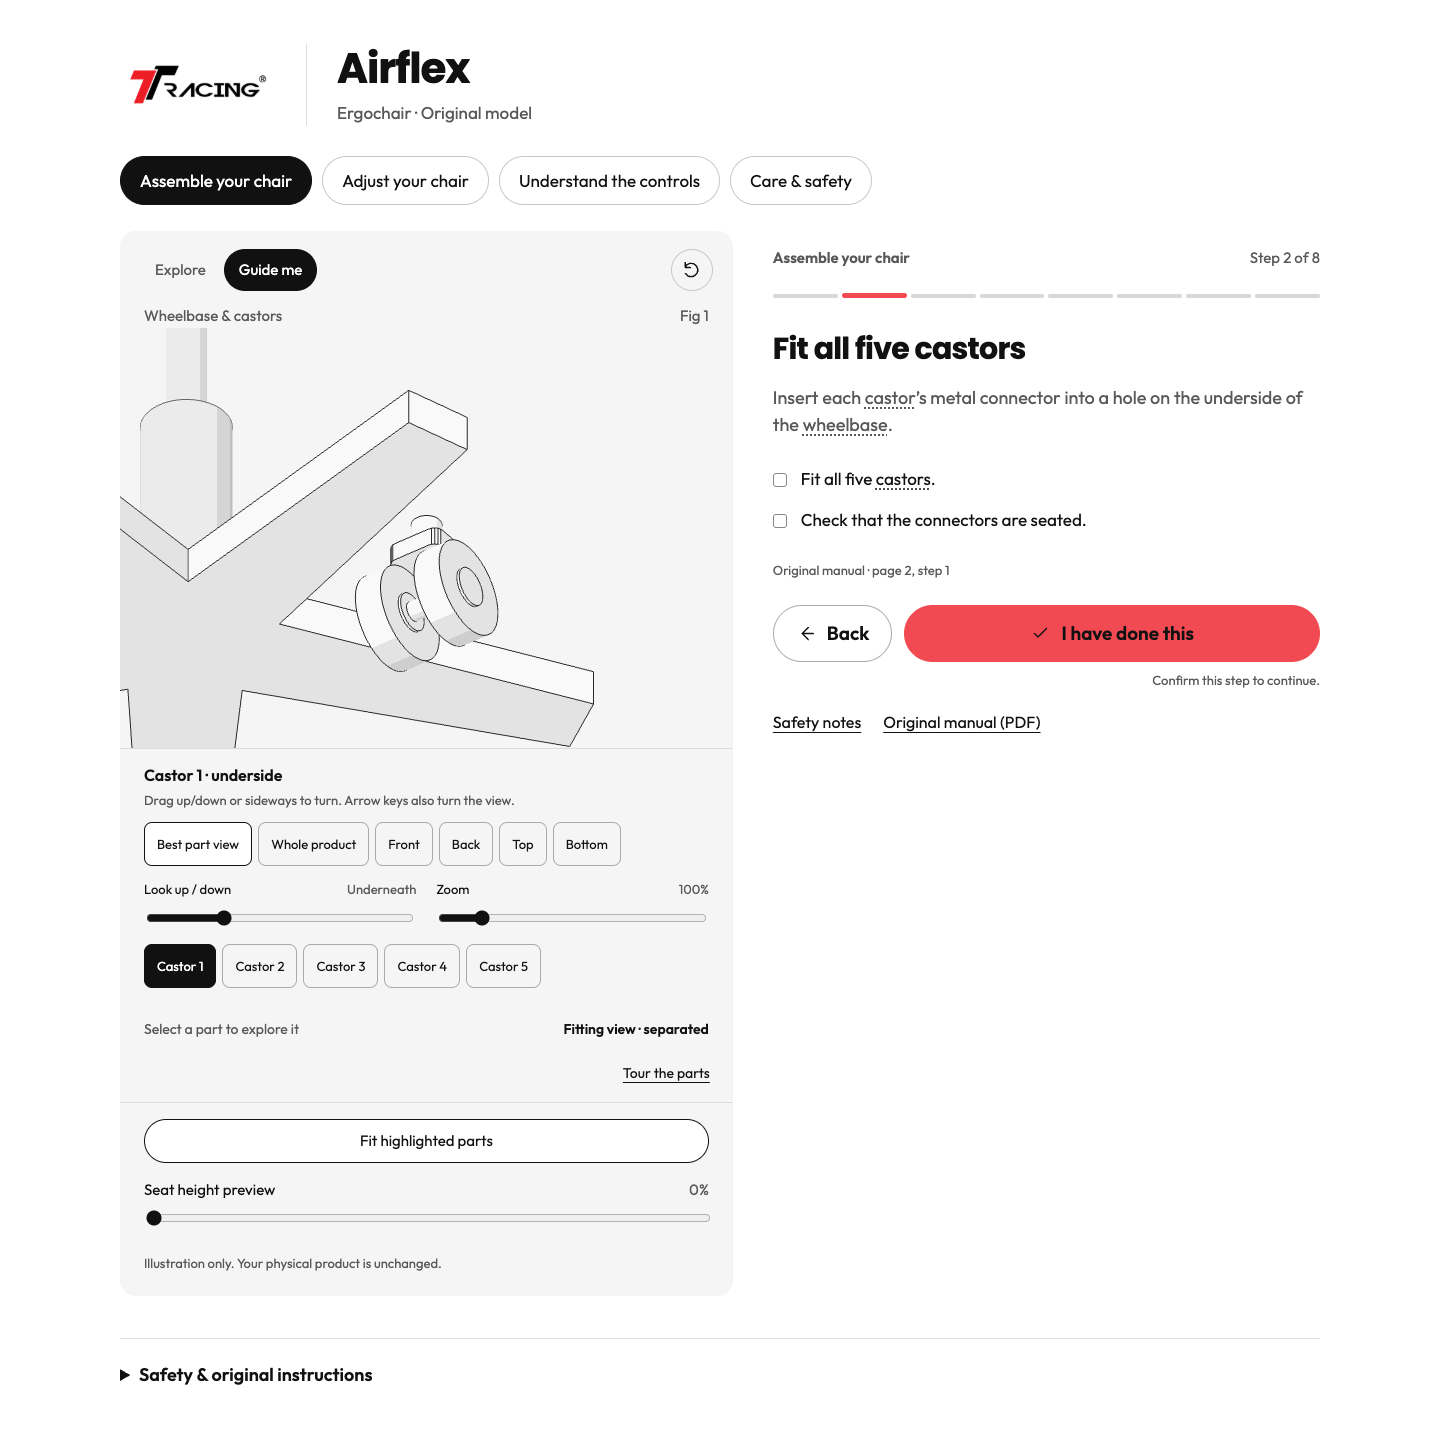 TTRACING®
Airflex
Ergochair · Original model
Assemble your chair
Adjust your chair
Understand the controls
Care & safety
Explore
Guide me
Wheelbase & castors
Fig 1
Castor 1 · underside
Drag up/down or sideways to turn. Arrow keys also turn the view.
Best part view
Whole product
Front
Back
Top
Bottom
Look up / down
Underneath
Zoom
100%
Castor 1
Castor 2
Castor 3
Castor 4
Castor 5
Select a part to explore it
Fitting view · separated
Tour the parts
Fit highlighted parts
Seat height preview
0%
Illustration only. Your physical product is unchanged.
Assemble your chair
Step 2 of 8
Fit all five castors
Insert each castor’s metal connector into a hole on the underside of
the wheelbase.
Fit all five castors.
Check that the connectors are seated.
Original manual · page 2, step 1
Back
I have done this
Confirm this step to continue.
Safety notes
Original manual (PDF)
Safety & original instructions